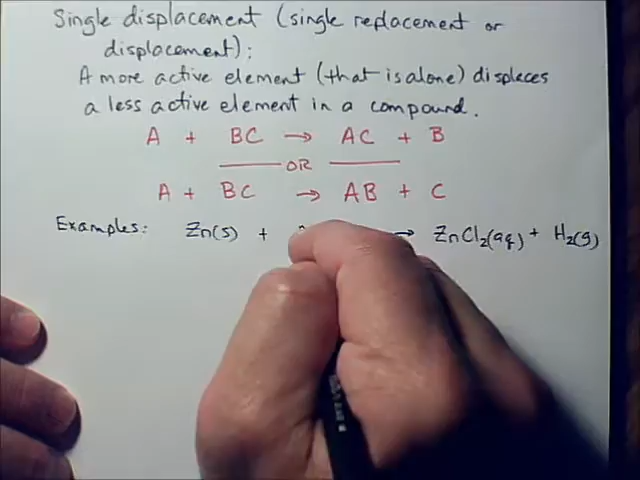 Single displacement (single replacement or
displacement):
A more active element (that is alone) displaces
a less active element in a compound.
A + BC → AC + B
OR
A + BC → AB + C
Examples: Zn(s) + → ZnCl₂(aq) + H₂(g)